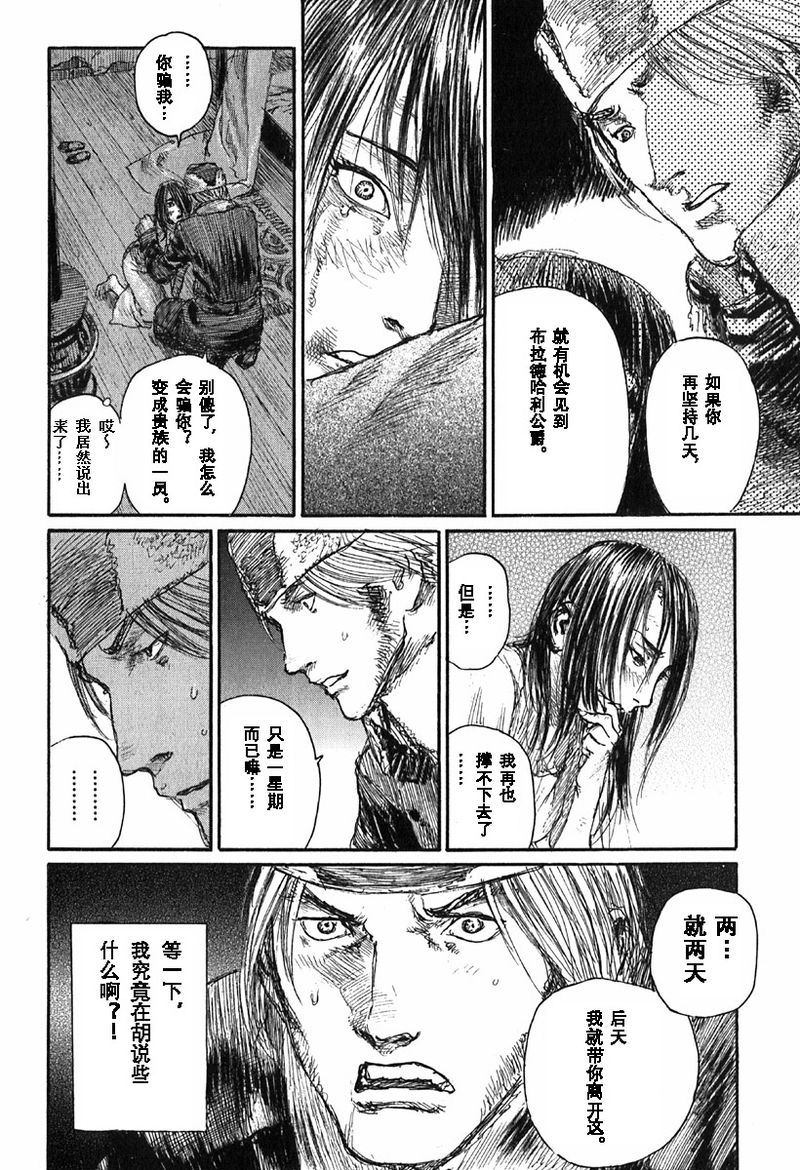 如果你
再坚持几天,
就有机会见到
布拉德哈利公爵。
……
你骗我…
别傻了，我怎么
会骗你？
变成贵族的一员。
哎～
我居然说出
来了……
……
但是…
我再也
撑不下去了
只是一星期
而已嘛……
……
……
两…
就两天
后天
我就带你离开这。
等一下，
我究竟在胡说些
什么啊?!